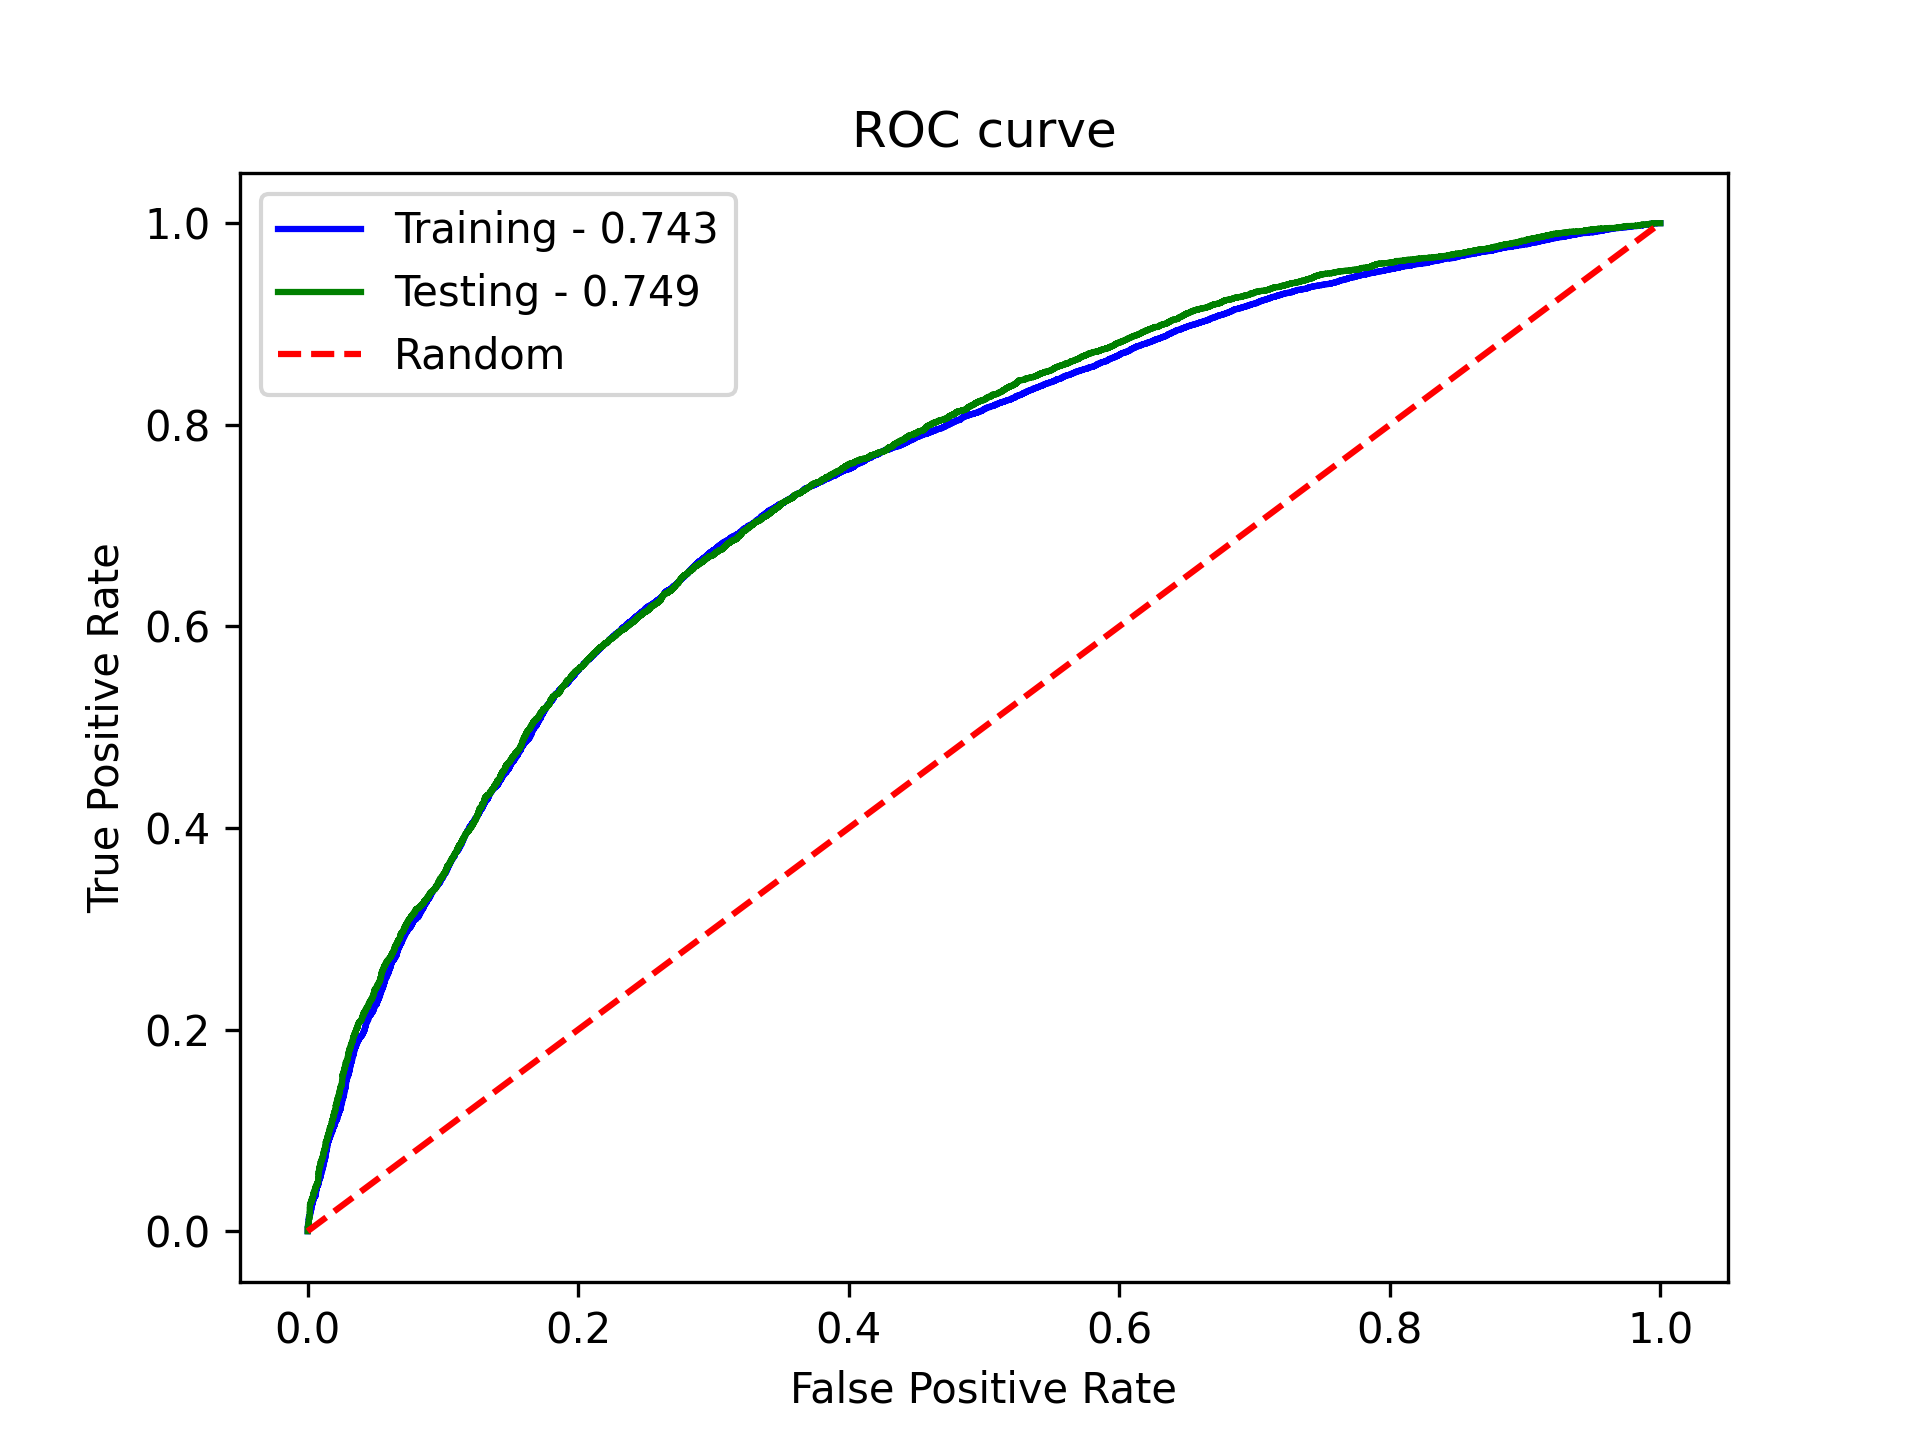 ROC curve
Training - 0.743
Testing - 0.749
Random
True Positive Rate
1.0
0.8
0.6
0.4
0.2
0.0
0.0 0.2 0.4 0.6 0.8 1.0
False Positive Rate